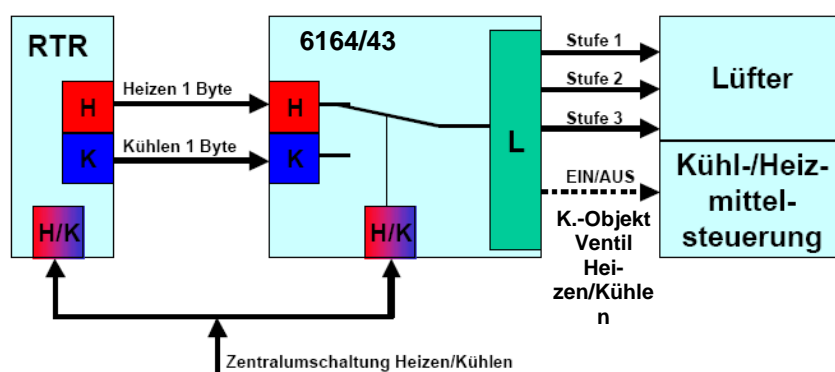 RTR
6164/43
Stufe 1
Stufe 2
Stufe 3
Lüfter
Heizen 1 Byte
H
H
Kühlen 1 Byte
K
K
L
EIN/AUS
Kühl-/Heiz-
mittel-
steuerung
K.-Objekt
Ventil
Hei-
zen/Kühle
n
H/K
H/K
Zentralumschaltung Heizen/Kühlen